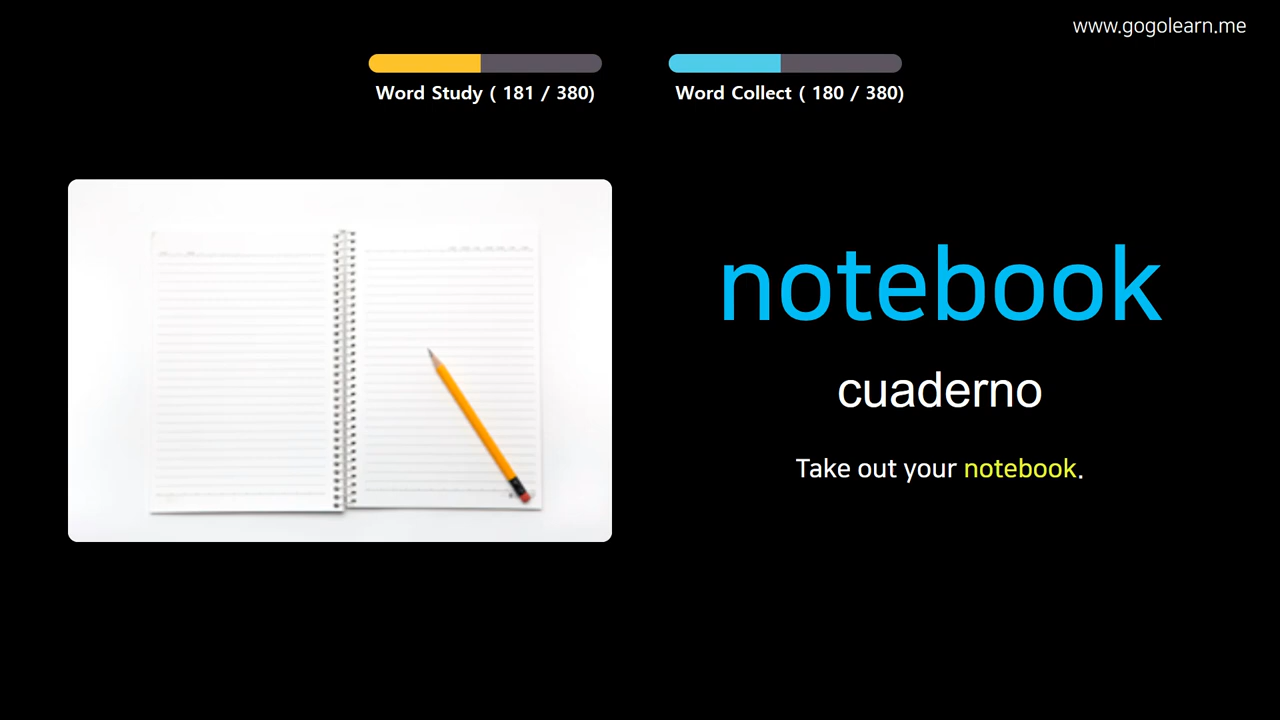 www.gogolearn.me
Word Study ( 181 / 380)
Word Collect ( 180 / 380)
notebook
cuaderno
Take out your notebook.